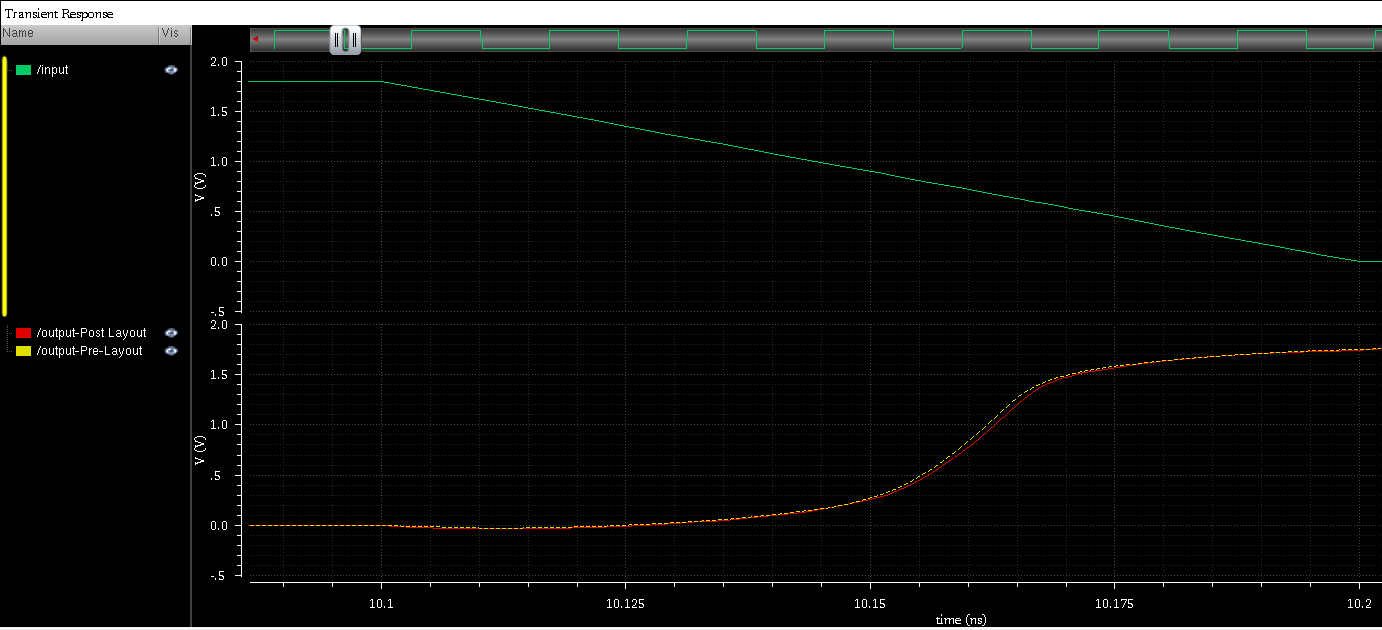 Transient Response
Name Vis
/input
2.0
1.5
1.0
.5
0.0
-.5
V (V)
/output-Post Layout
/output-Pre-Layout
2.0
1.5
1.0
.5
0.0
-.5
V (V)
10.1 10.125 10.15 10.175 10.2
time (ns)